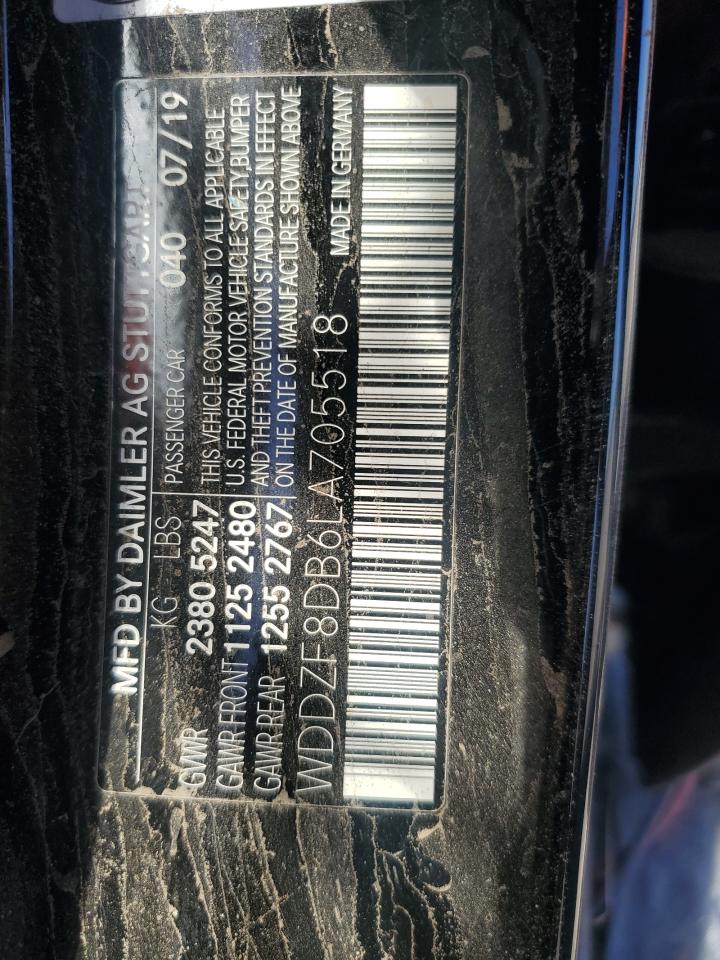 MFD BY DAIMLER AG STUTTGART
KG LBS PASSENGER CAR 040 07/19
GVWR 2380 5247 THIS VEHICLE CONFORMS TO ALL APPLICABLE
GAWR FRONT 1125 2480 U.S. FEDERAL MOTOR VEHICLE SAFETY, BUMPER
GAWR REAR 1255 2767 AND THEFT PREVENTION STANDARDS IN EFFECT
ON THE DATE OF MANUFACTURE SHOWN ABOVE
WDDZF8DB6LA705518 MADE IN GERMANY